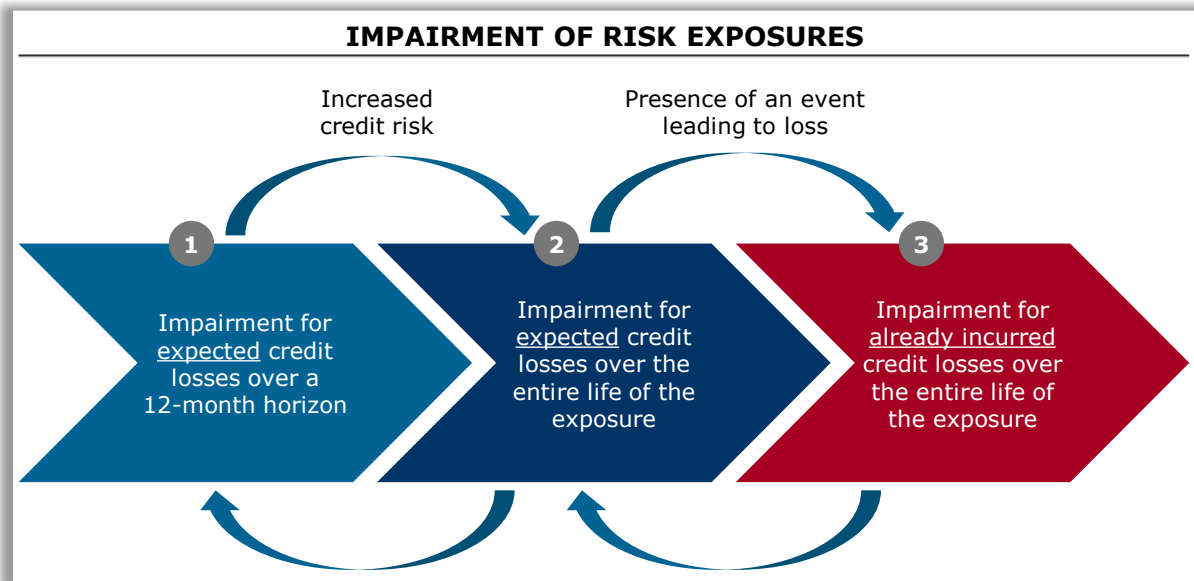 IMPAIRMENT OF RISK EXPOSURES
Increased
credit risk
Presence of an event
leading to loss
1
2
3
Impairment for
expected credit
losses over a
12-month horizon
Impairment for
expected credit
losses over the
entire life of the
exposure
Impairment for
already incurred
credit losses over
the entire life of
the exposure